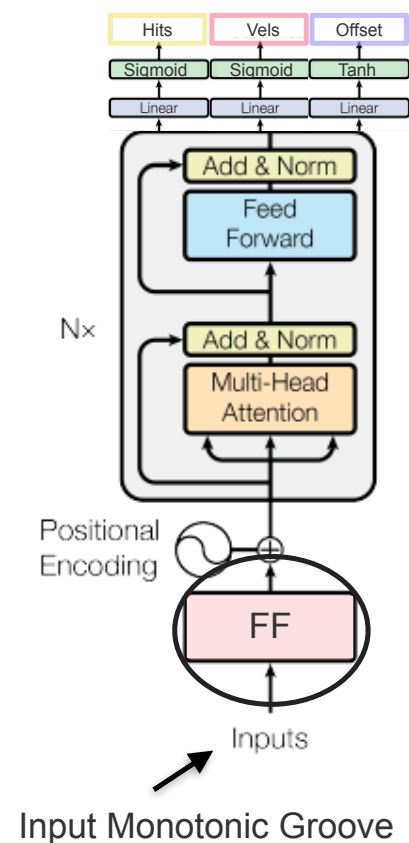 Hits Vels Offset
Sigmoid Sigmoid Tanh
Linear Linear Linear
Add & Norm
Feed
Forward
Nx
Add & Norm
Multi-Head
Attention
Positional
Encoding
FF
Inputs
Input Monotonic Groove